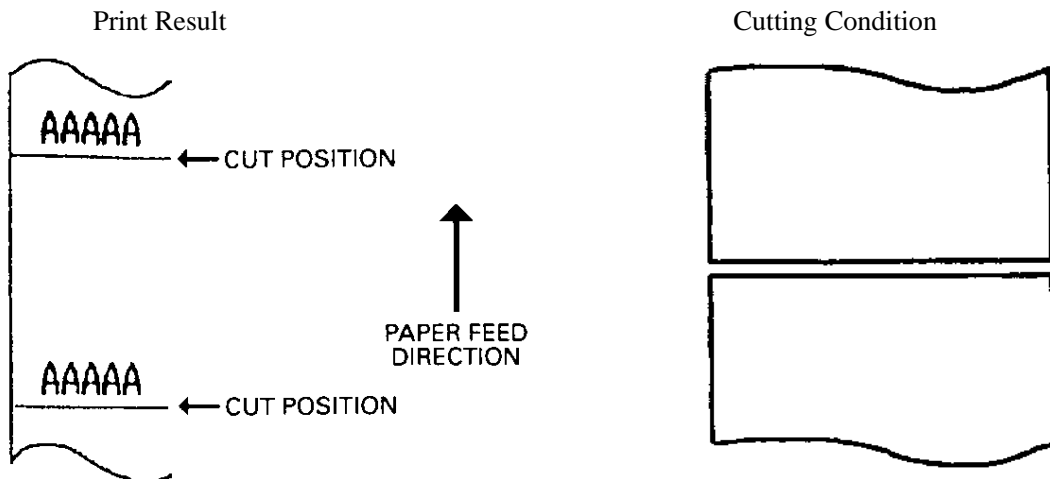 Print Result
Cutting Condition
AAAAA
CUT POSITION
PAPER FEED
DIRECTION
AAAAA
CUT POSITION